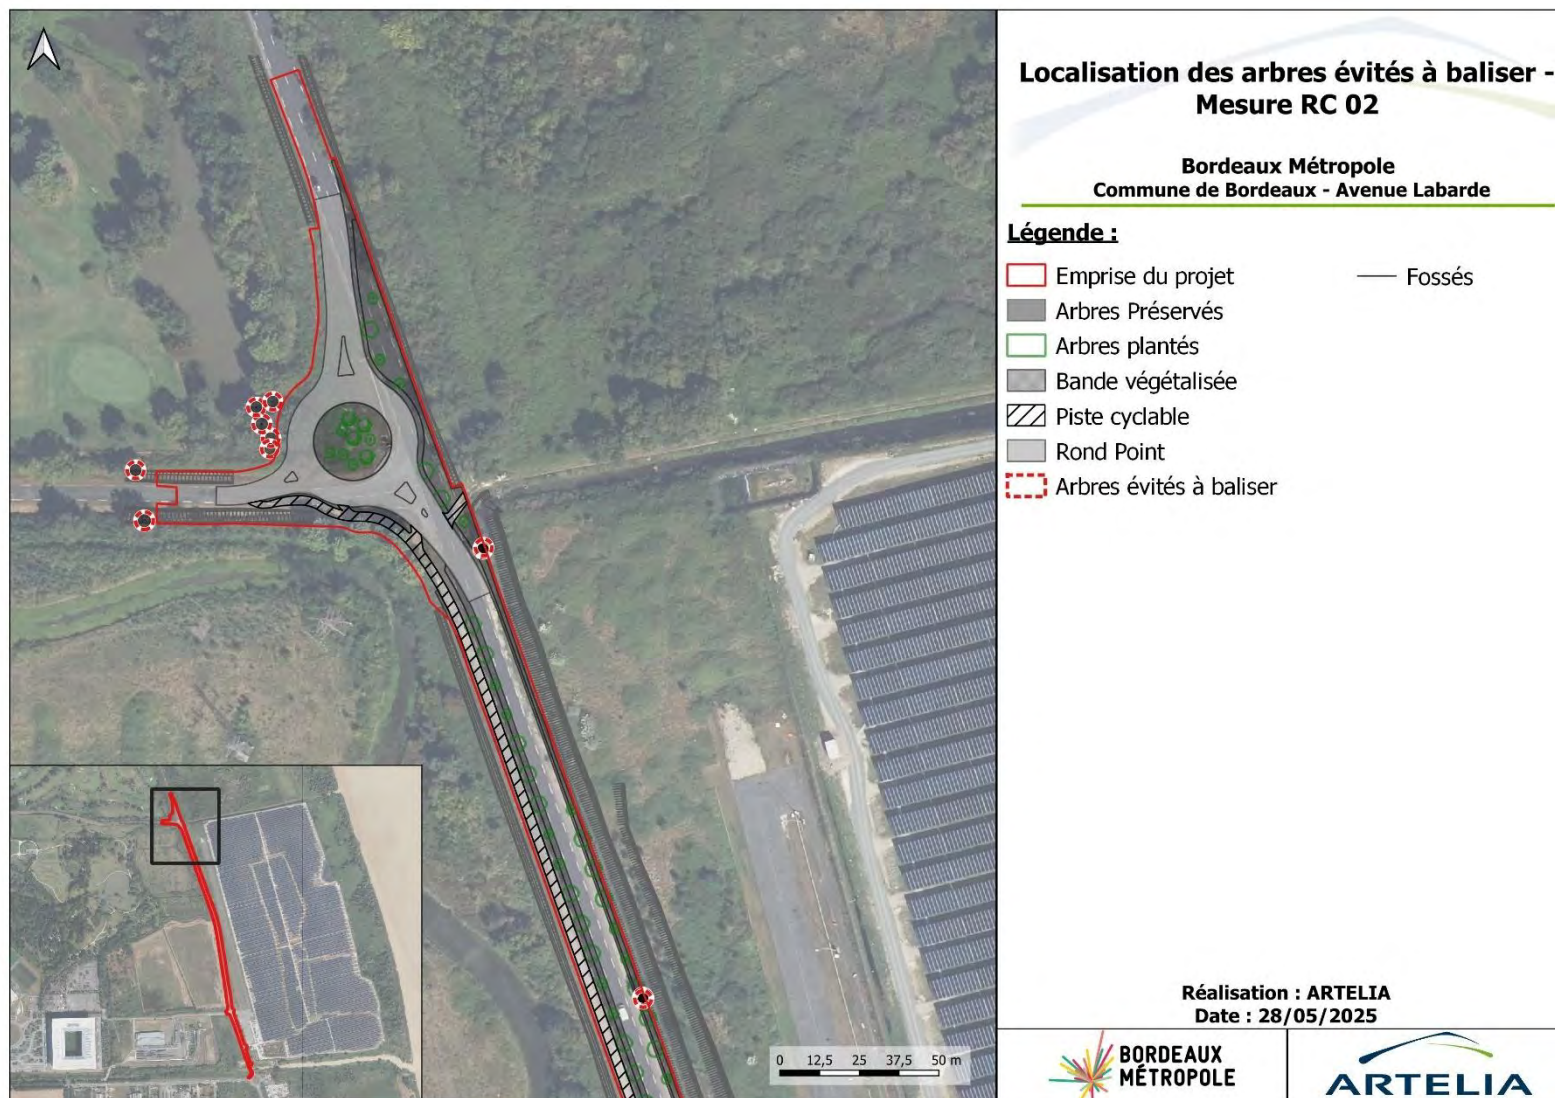 Localisation des arbres évités à baliser -
Mesure RC 02
Bordeaux Métropole
Commune de Bordeaux - Avenue Labarde
Légende :
Emprise du projet
Fossés
Arbres Préservés
Arbres plantés
Bande végétalisée
Piste cyclable
Rond Point
Arbres évités à baliser
0 12,5 25 37,5 50 m
Réalisation : ARTELIA
Date : 28/05/2025
BORDEAUX
MÉTROPOLE
ARTELIA